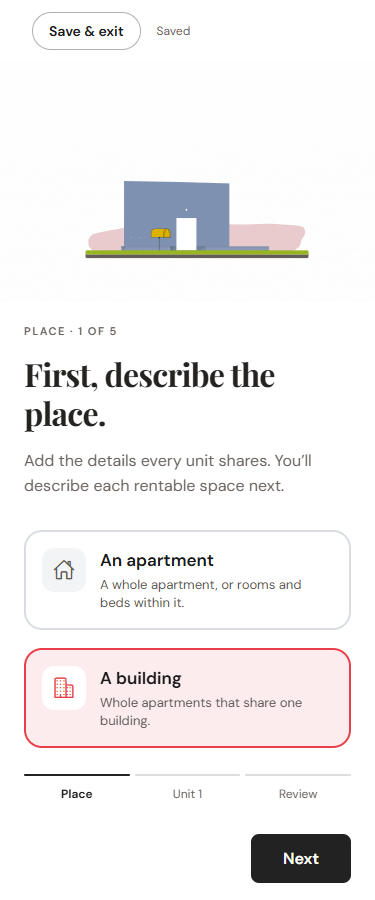 Save & exit
Saved
PLACE · 1 OF 5
First, describe the
place.
Add the details every unit shares. You’ll
describe each rentable space next.
An apartment
A whole apartment, or rooms and
beds within it.
A building
Whole apartments that share one
building.
Place
Unit 1
Review
Next